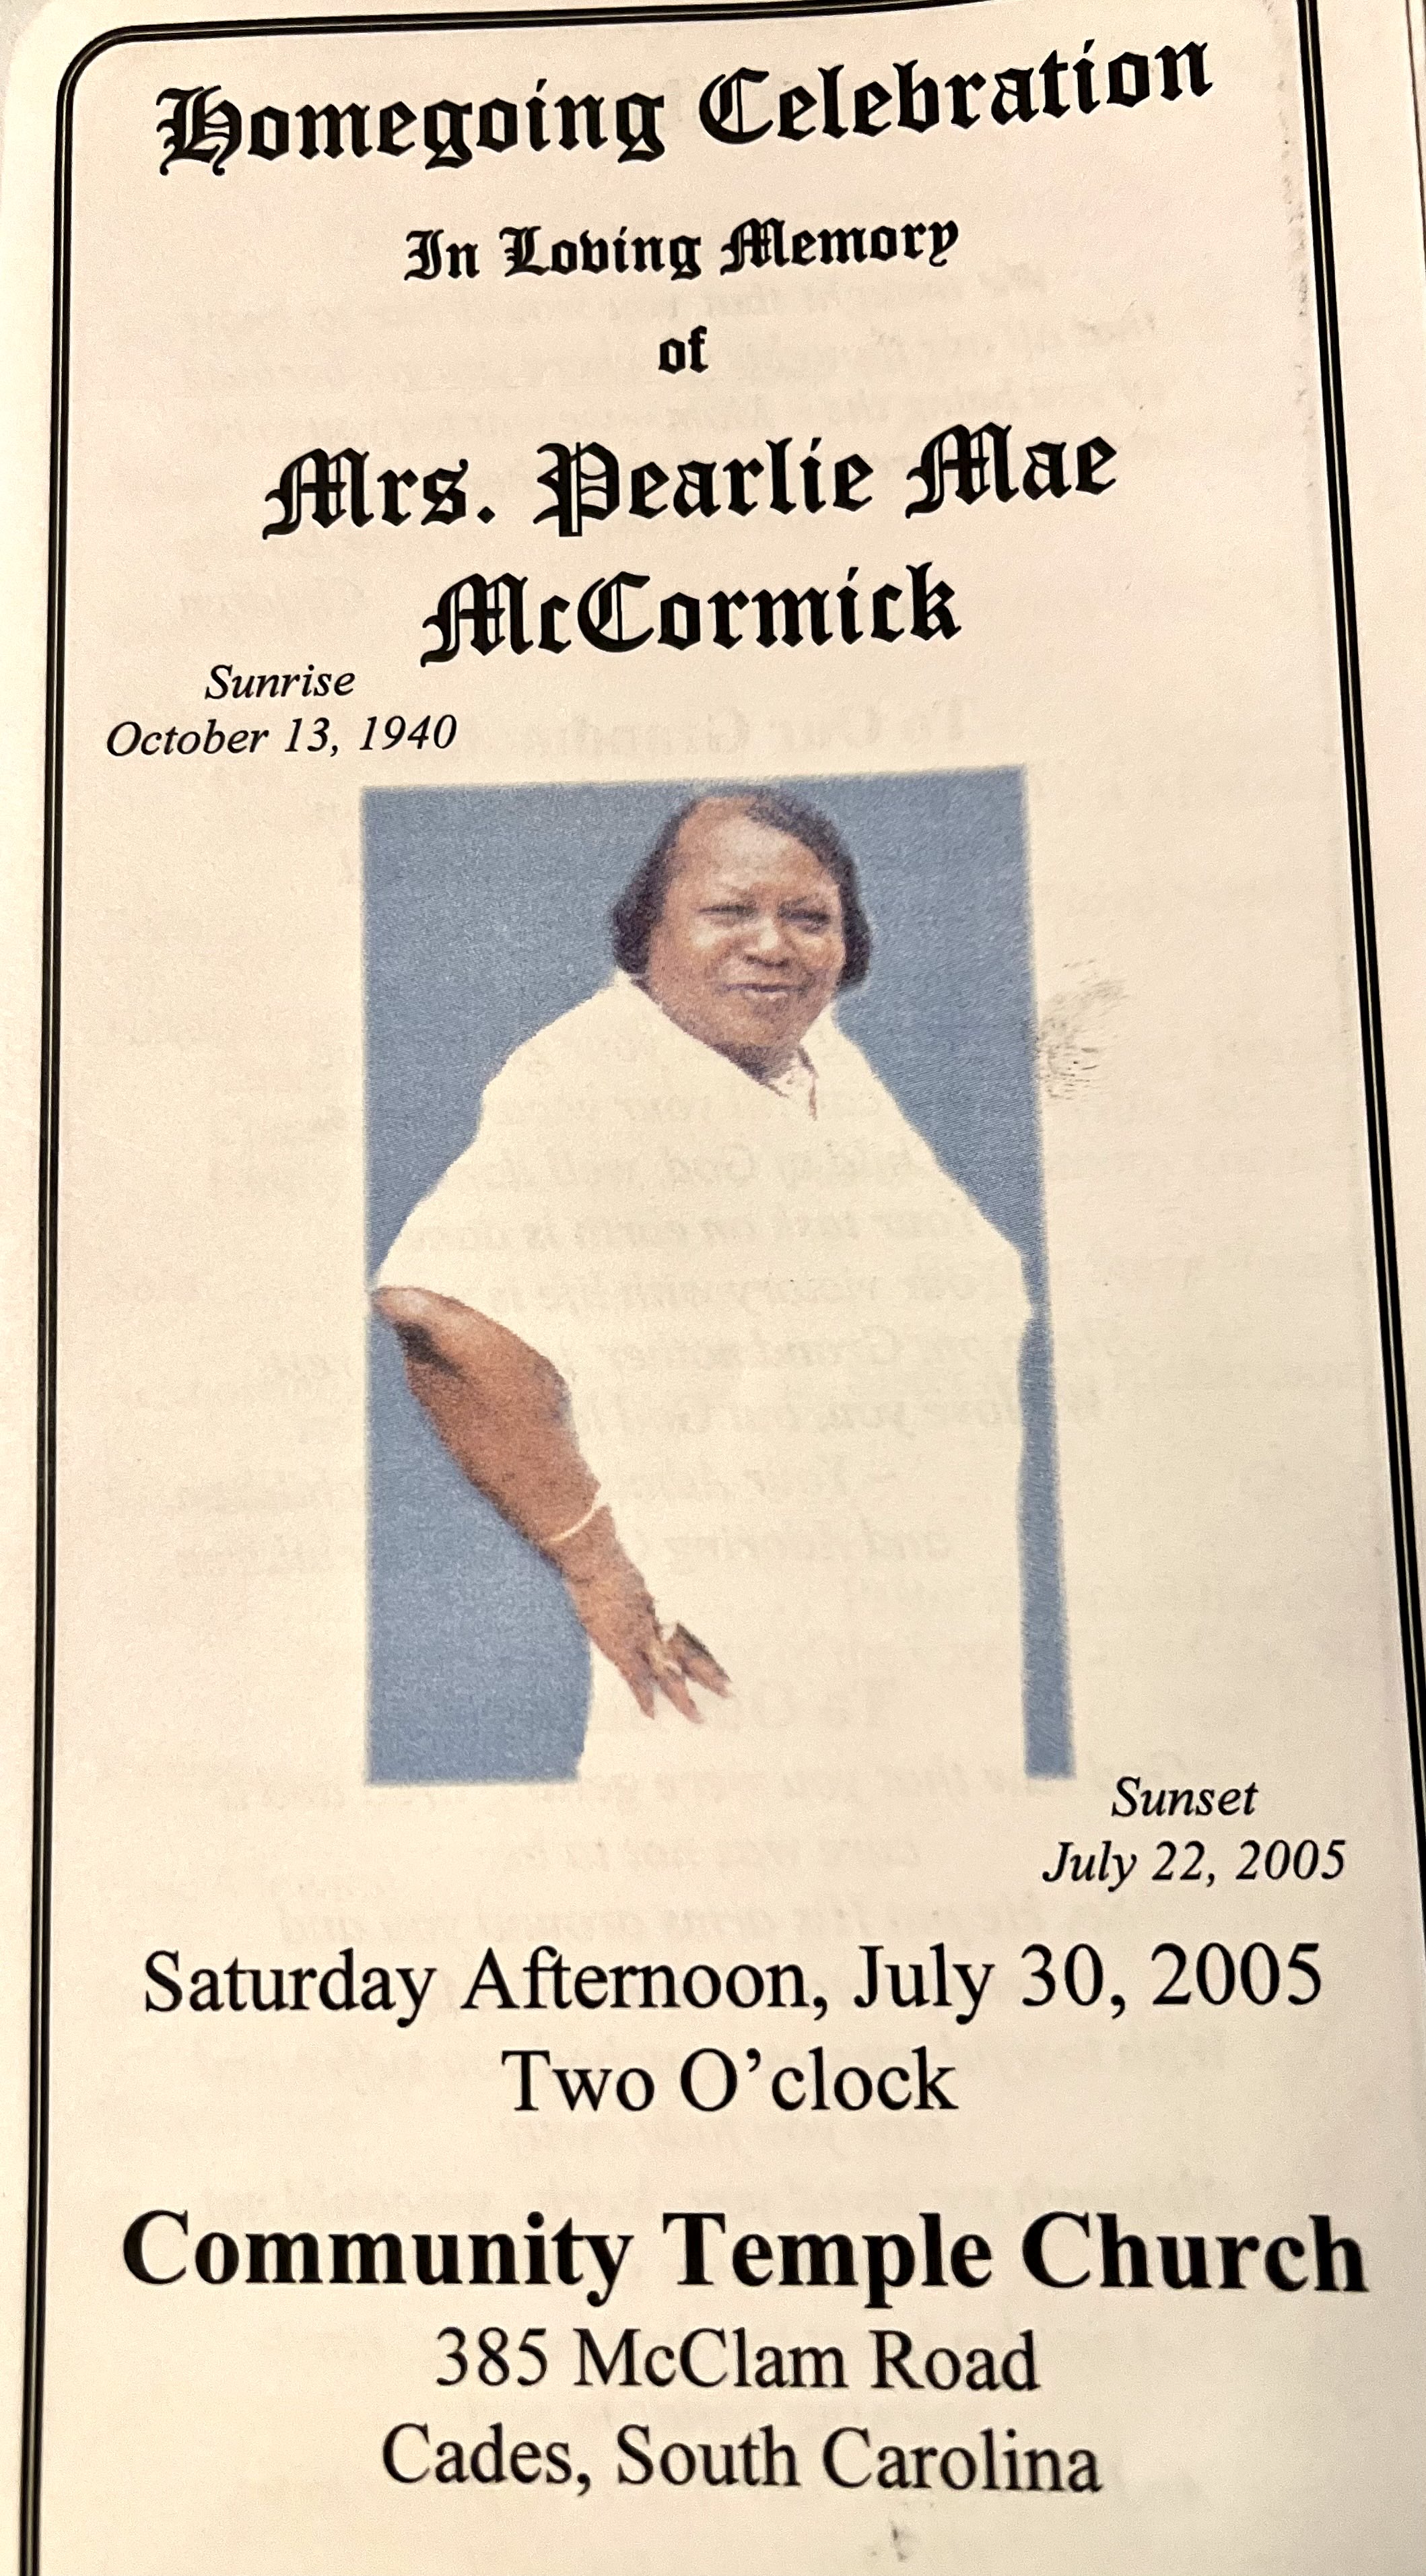 Homegoing Celebration
In Loving Memory
of
Mrs. Pearlie Mae
McCormick
Sunrise
October 13, 1940
Sunset
July 22, 2005
Saturday Afternoon, July 30, 2005
Two O’clock
Community Temple Church
385 McClam Road
Cades, South Carolina